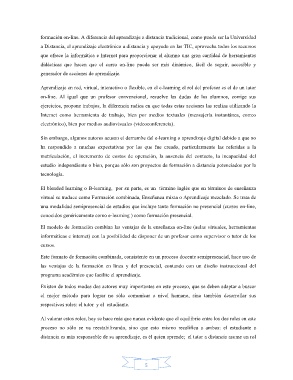 formación on-line. A diferencia del aprendizaje a distancia tradicional, como puede ser la Universidad
a Distancia, el aprendizaje electrónico a distancia y apoyado en las TIC, aprovecha todos los recursos
que ofrece la informática e Internet para proporcionar al alumno una gran cantidad de herramientas
didácticas que hacen que el curso on-line pueda ser más dinámico, fácil de seguir, accesible y
generador de acciones de aprendizaje.
Aprendizaje en red, virtual, interactivo o flexible, en el e-learning el rol del profesor es el de un tutor
on-line. Al igual que un profesor convencional, resuelve las dudas de los alumnos, corrige sus
ejercicios, propone trabajos, la diferencia radica en que todas estas acciones las realiza utilizando la
Internet como herramienta de trabajo, bien por medios textuales (mensajería instantánea, correo
electrónico), bien por medios audiovisuales (videoconferencia).
Sin embargo, algunos autores acusan el derrumbe del e-learning o aprendizaje digital debido a que no
ha respondido a muchas expectativas por las que fue creado, particularmente las referidas a la
matriculación, el incremento de costos de operación, la ausencia del contacto, la incapacidad del
estudio independiente o bien, porque sólo son proyectos de formación a distancia potenciados por la
tecnología.
El blended learning o B-learning, por su parte, es un término inglés que en términos de enseñanza
virtual se traduce como Formación combinada, Enseñanza mixta o Aprendizaje mezclado. Se trata de
una modalidad semipresencial de estudios que incluye tanto formación no presencial (cursos on-line,
conocidos genéricamente como e-learning) como formación presencial.
El modelo de formación combina las ventajas de la enseñanza on-line (aulas virtuales, herramientas
informáticas e internet) con la posibilidad de disponer de un profesor como supervisor o tutor de los
cursos.
Este formato de formación combinada, consistente en un proceso docente semipresencial, hace uso de
las ventajas de la formación en línea y del presencial, contando con un diseño instruccional del
programa académico que facilite el aprendizaje.
Existen de todos modos dos actores muy importantes en este proceso, que se deben adaptar a buscar
el mejor método para lograr no sólo comunicar a nivel humano, sino también desarrollar sus
respectivos roles: el tutor y el estudiante.
Al valorar estos roles, hoy se hace más que nunca evidente que el equilibrio entre los dos roles en este
proceso no sólo se va reestabilizando, sino que esto mismo reedifica a ambos: el estudiante a
distancia es más responsable de su aprendizaje, es él quien aprende; el tutor a distancia asume un rol